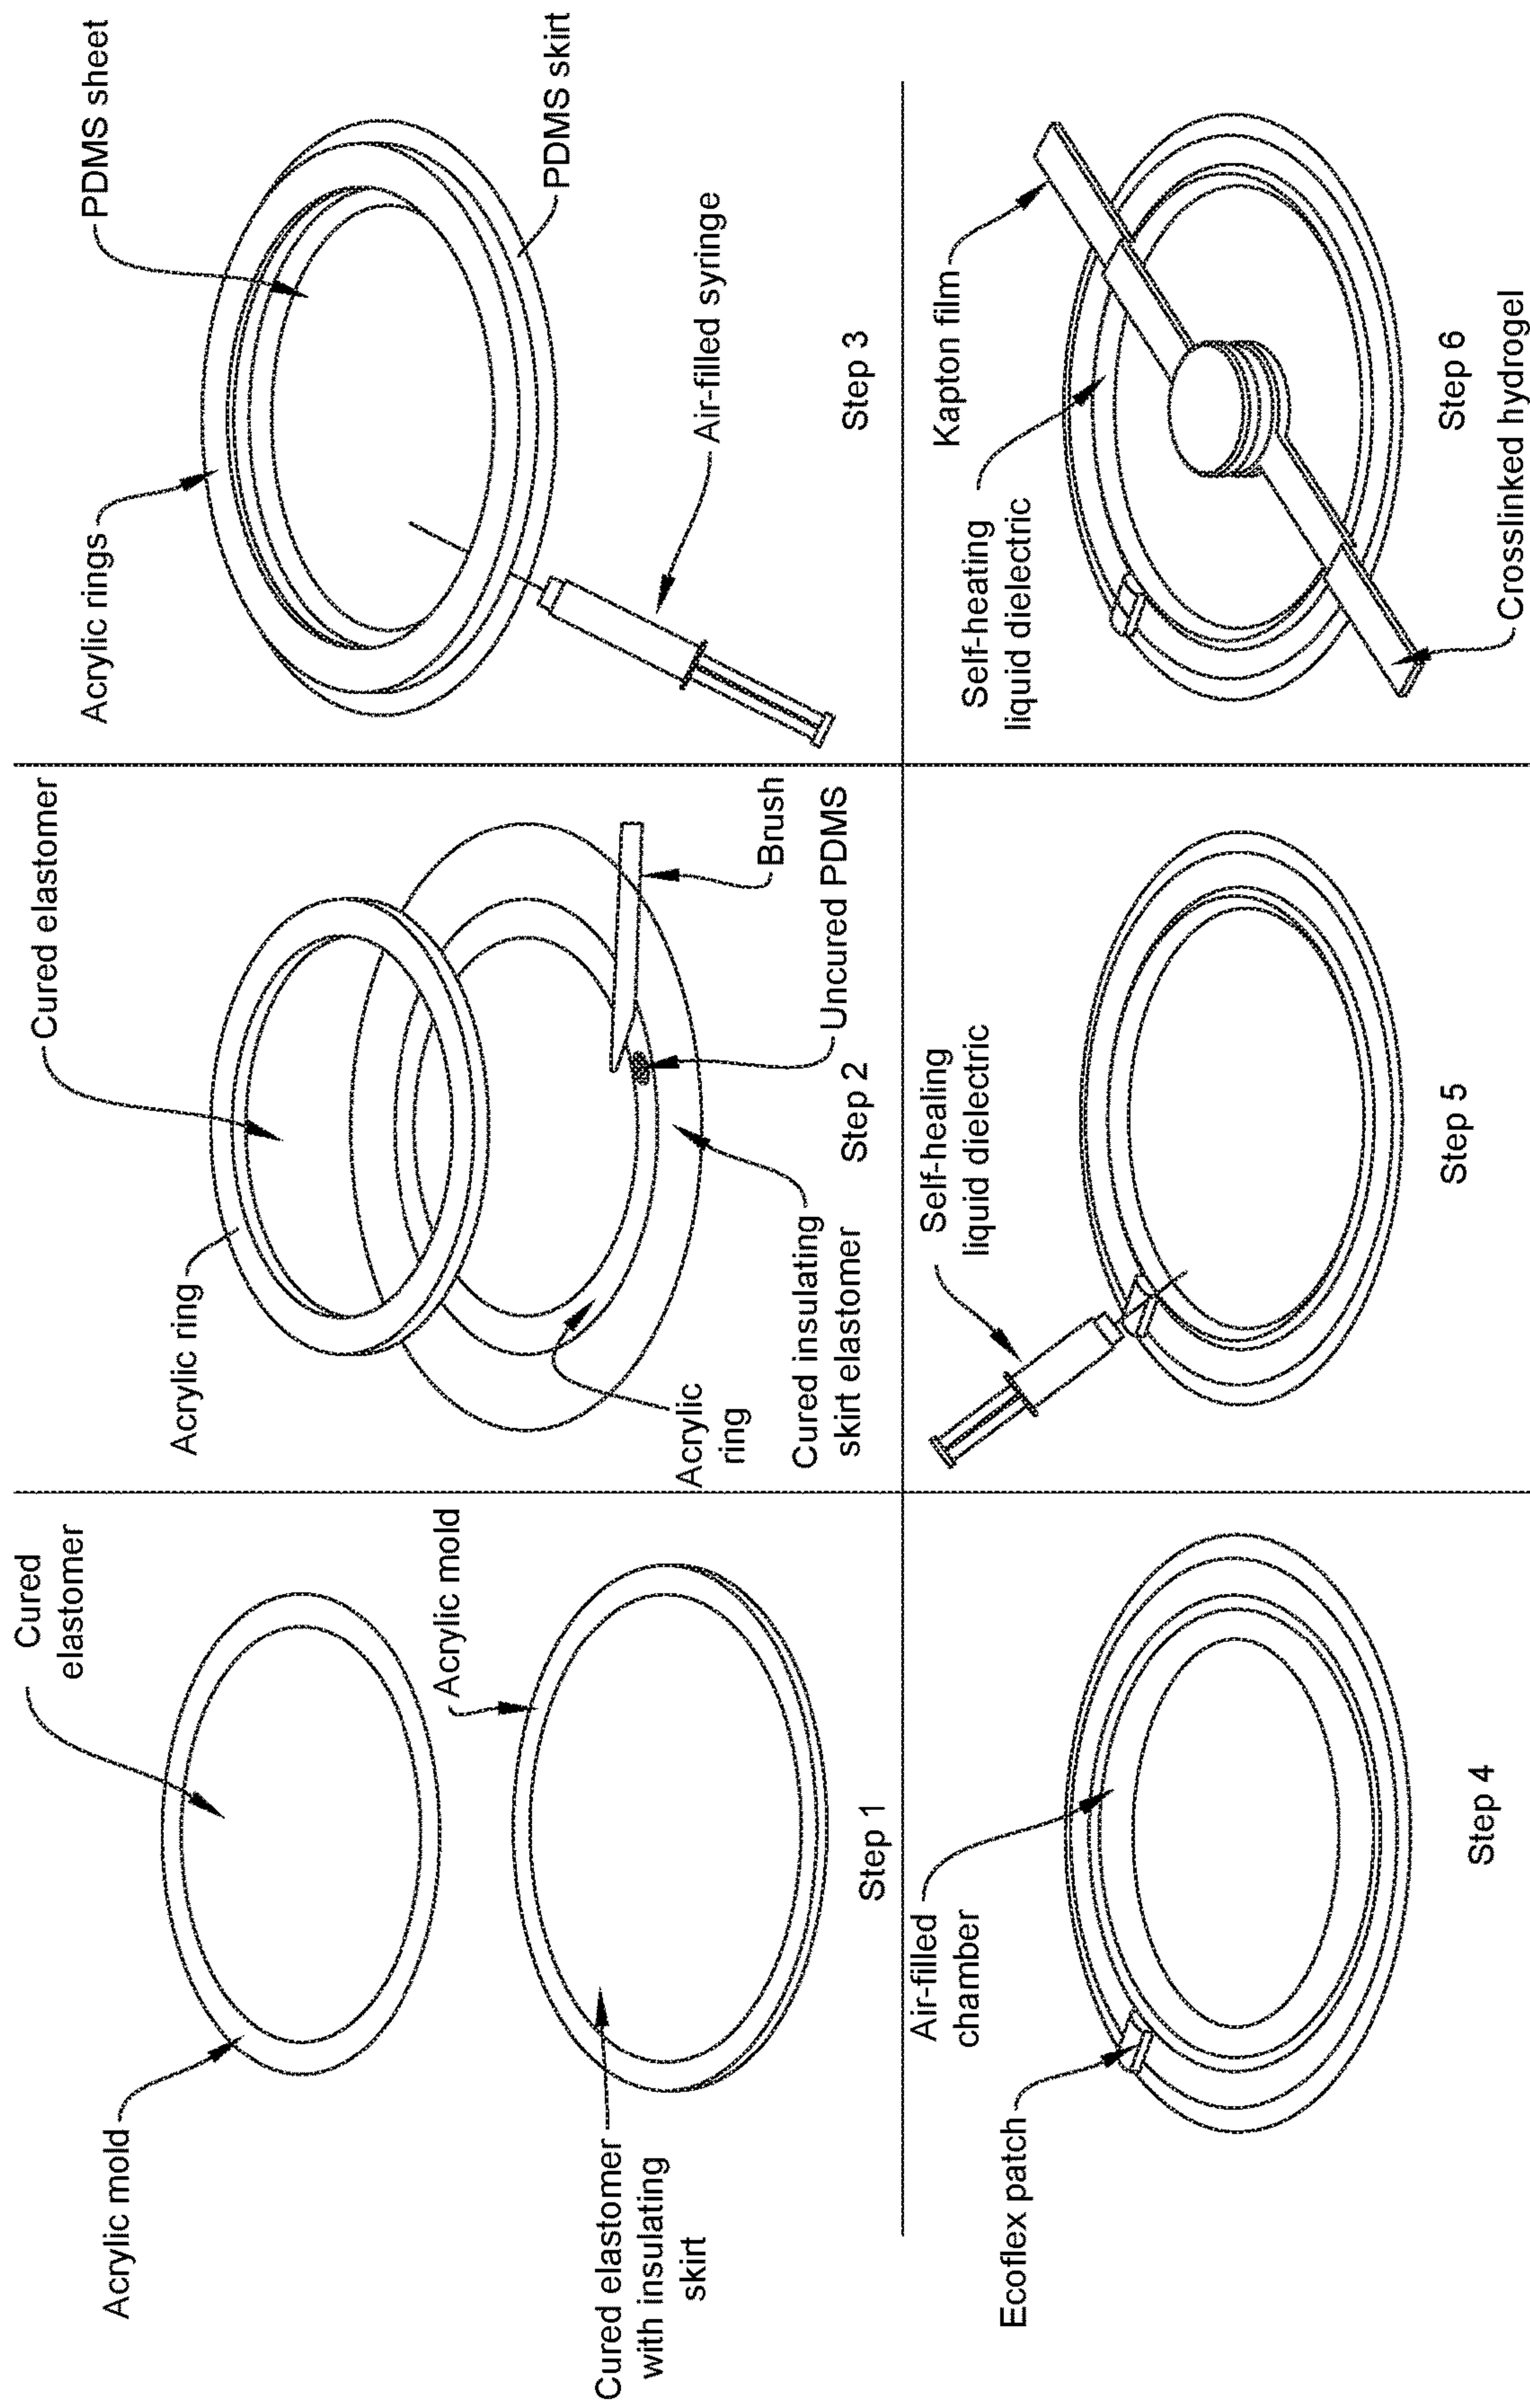 Cured
elastomer
Acrylic mold
Acrylic mold
Cured elastomer
with insulating
skirt
Step 1
Cured elastomer
Acrylic ring
Acrylic
ring
Cured insulating
skirt elastomer
Brush
Uncured PDMS
Step 2
PDMS sheet
Acrylic rings
PDMS skirt
Air-filled syringe
Step 3
Air-filled
chamber
Ecoflex patch
Step 4
Self-healing
liquid dielectric
Step 5
Kapton film
Self-heating
liquid dielectric
Step 6
Crosslinked hydrogel